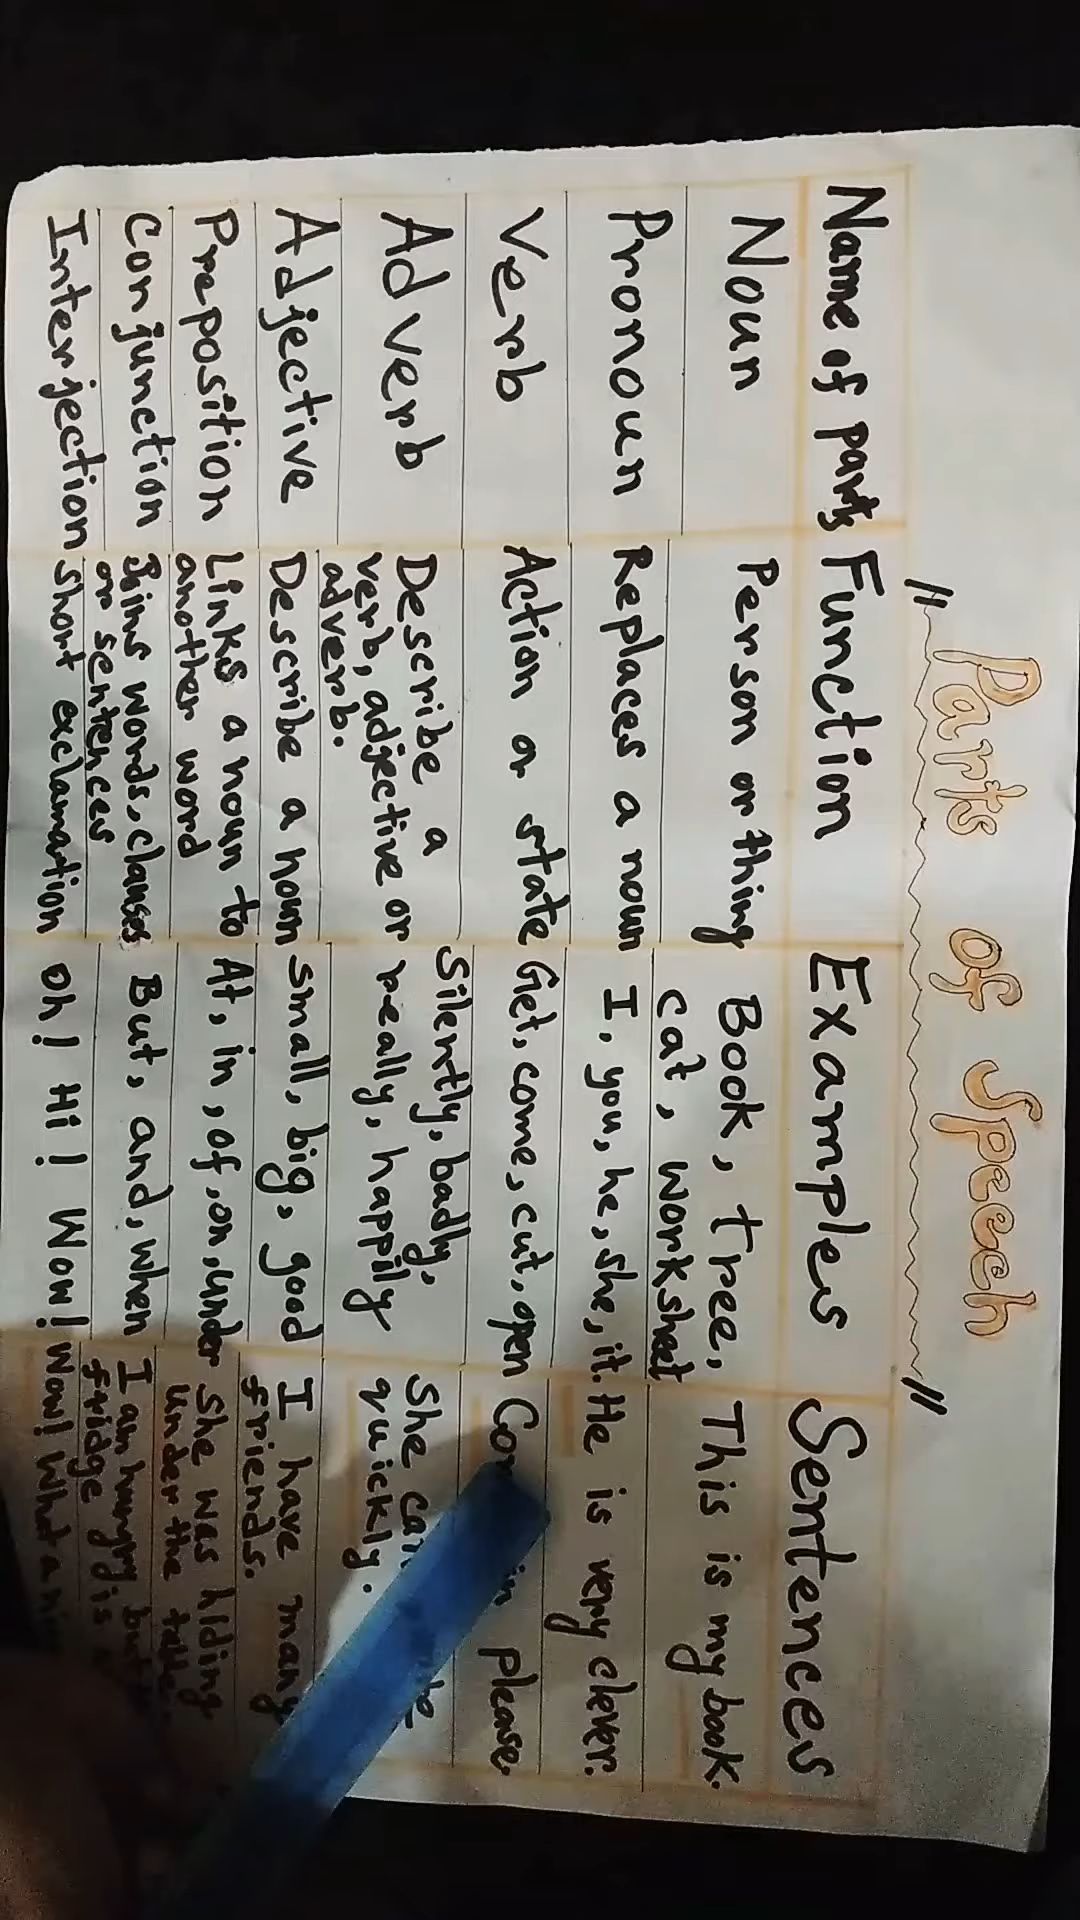 "Parts of Speech"
Name of parts Function Examples Sentences
Noun Person or thing Book, tree, This is my book.
cat, worksheet
Pronoun Replaces a noun I, you, he, she, it. He is very clever.
Verb Action or state Get, come, cut, open in please.
Adverb Describe a Silently, badly, She
verb, adjective or really, happily quickly.
adverb.
Adjective Describe a noun small, big, good I have many
friends.
Preposition Links a noun to At, in, of, on, under She was hiding
another word under the table.
Conjunction Joins words, clauses But, and, when I am hungry but
or sentences fridge is
Interjection Short exclamation Oh! Hi! Wow! Wow! What a